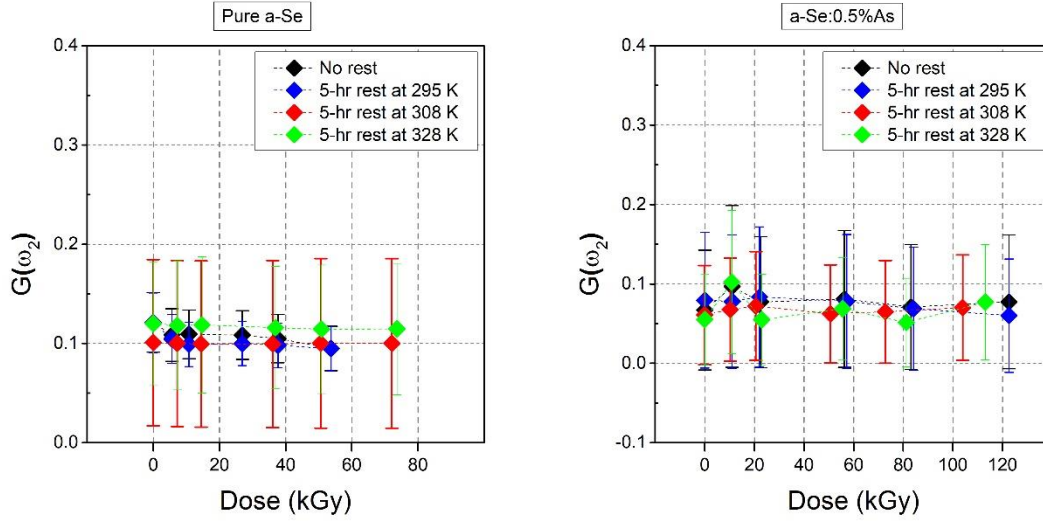 Pure a-Se
0.4
0.3
0.2
0.1
0.0
G(ω2)
0 20 40 60 80
Dose (kGy)
No rest
5-hr rest at 295 K
5-hr rest at 308 K
5-hr rest at 328 K
a-Se:0.5%As
0.4
0.3
0.2
0.1
0.0
-0.1
G(ω2)
0 20 40 60 80 100 120
Dose (kGy)
No rest
5-hr rest at 295 K
5-hr rest at 308 K
5-hr rest at 328 K